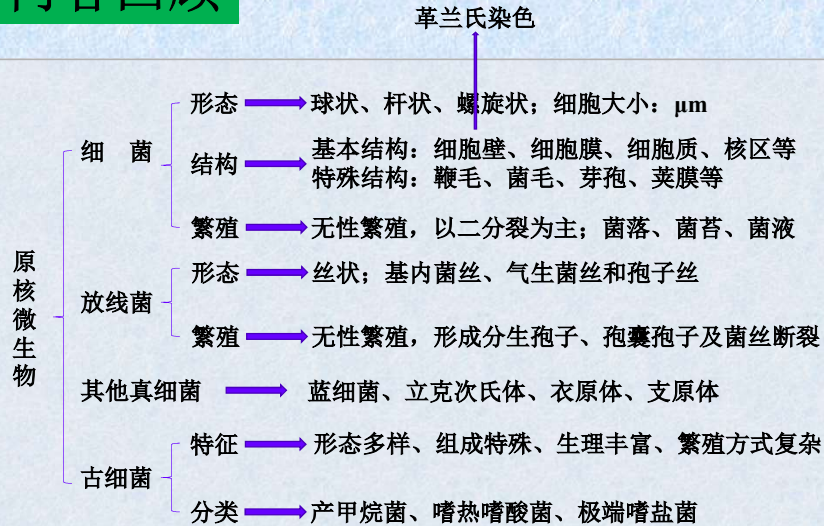 内容回顾
革兰氏染色
原核微生物
细 菌
形态
球状、杆状、螺旋状；细胞大小：μm
结构
基本结构：细胞壁、细胞膜、细胞质、核区等
特殊结构：鞭毛、菌毛、芽孢、荚膜等
繁殖
无性繁殖，以二分裂为主；菌落、菌苔、菌液
放线菌
形态
丝状；基内菌丝、气生菌丝和孢子丝
繁殖
无性繁殖，形成分生孢子、孢囊孢子及菌丝断裂
其他真细菌
蓝细菌、立克次氏体、衣原体、支原体
古细菌
特征
形态多样、组成特殊、生理丰富、繁殖方式复杂
分类
产甲烷菌、嗜热嗜酸菌、极端嗜盐菌